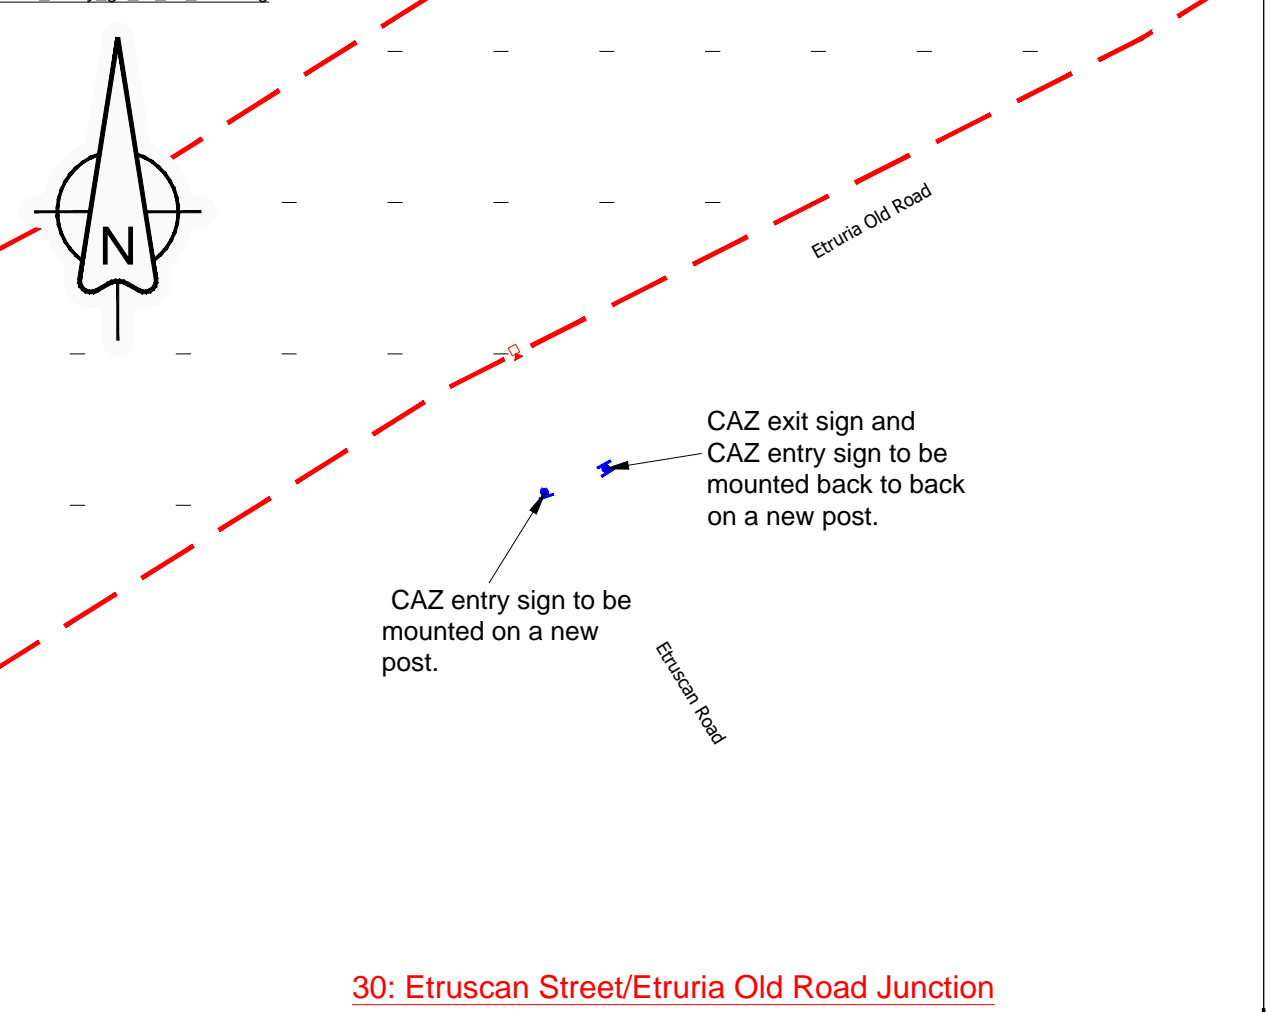 N
Etruria Old Road
CAZ exit sign and
CAZ entry sign to be
mounted back to back
on a new post.
CAZ entry sign to be
mounted on a new
post.
Etruscan Road
30: Etruscan Street/Etruria Old Road Junction